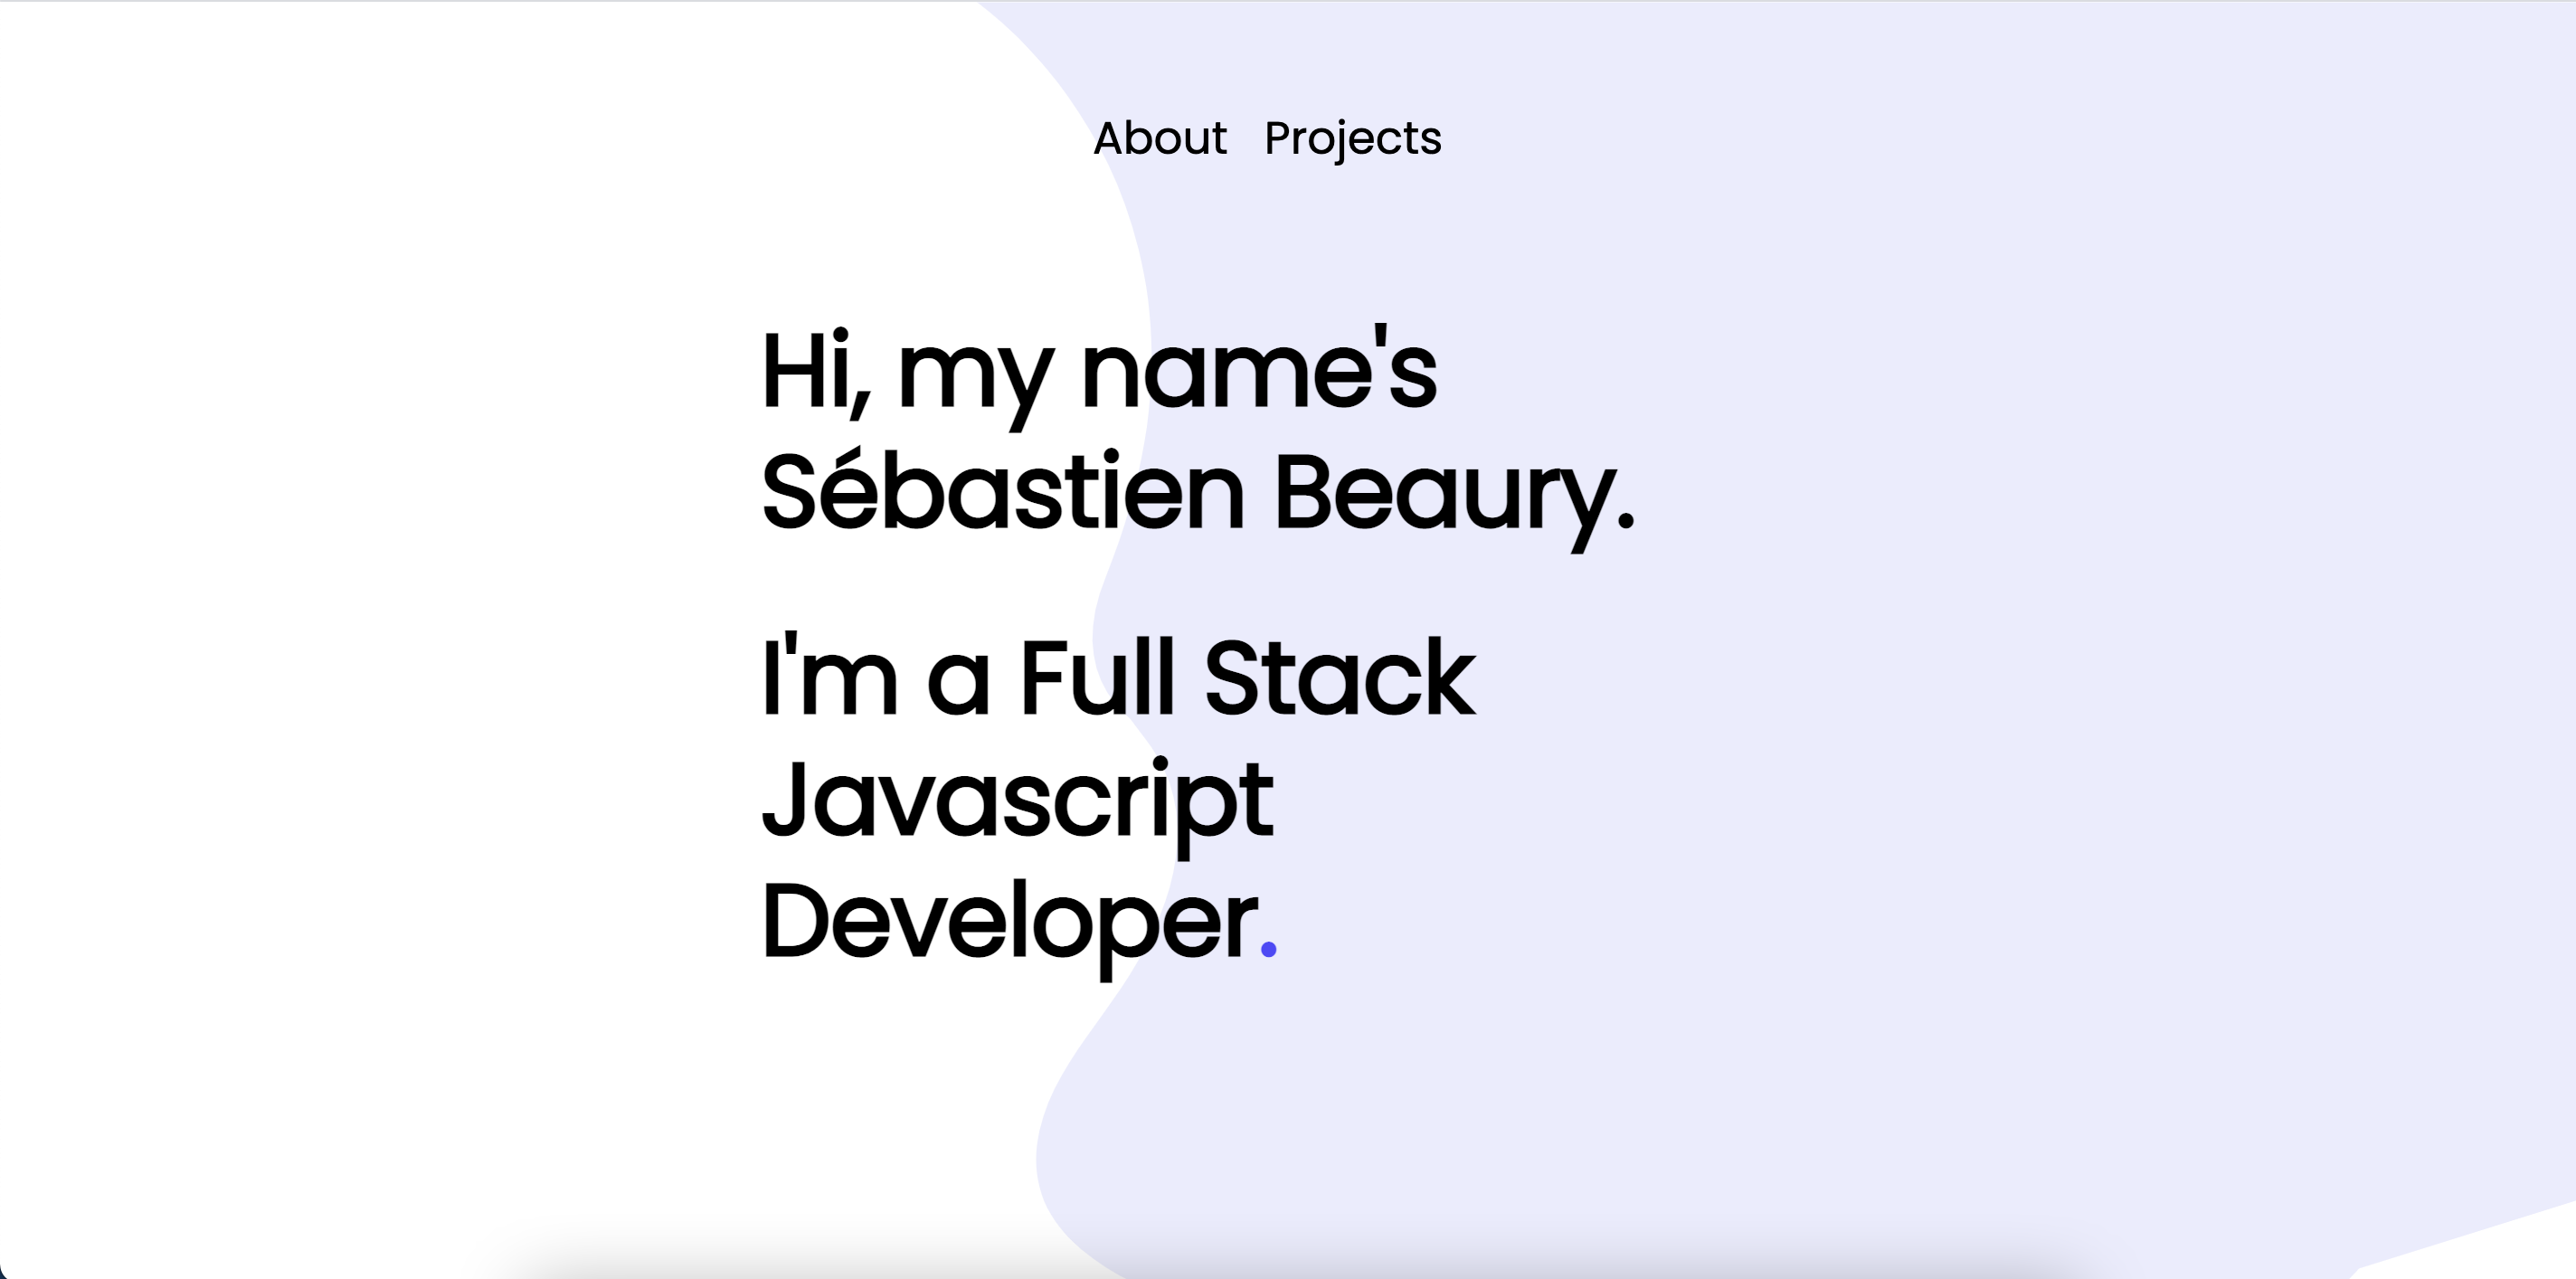 About Projects
Hi, my name's
Sébastien Beaury.
I'm a Full Stack
Javascript
Developer.